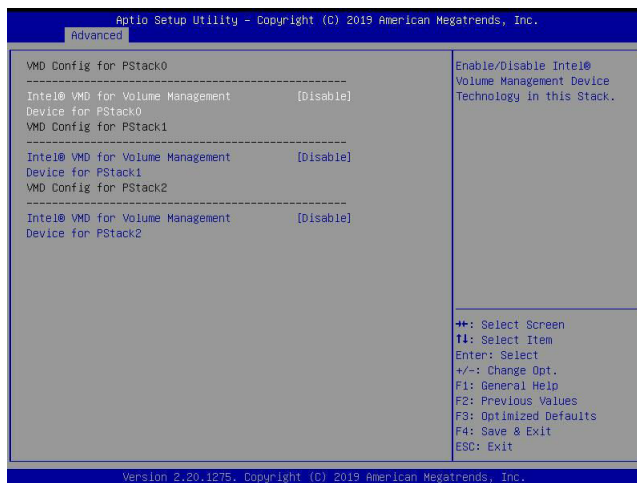 Aptio Setup Utility – Copyright (C) 2019 American Megatrends, Inc.
Advanced
VMD Config for PStack0
------------------------------------------------
Intel® VMD for Volume Management [Disable]
Device for PStack0
VMD Config for PStack1
------------------------------------------------
Intel® VMD for Volume Management [Disable]
Device for PStack1
VMD Config for PStack2
------------------------------------------------
Intel® VMD for Volume Management [Disable]
Device for PStack2
Enable/Disable Intel®
Volume Management Device
Technology in this Stack.
→←: Select Screen
↑↓: Select Item
Enter: Select
+/-: Change Opt.
F1: General Help
F2: Previous Values
F3: Optimized Defaults
F4: Save & Exit
ESC: Exit
Version 2.20.1275. Copyright (C) 2019 American Megatrends, Inc.